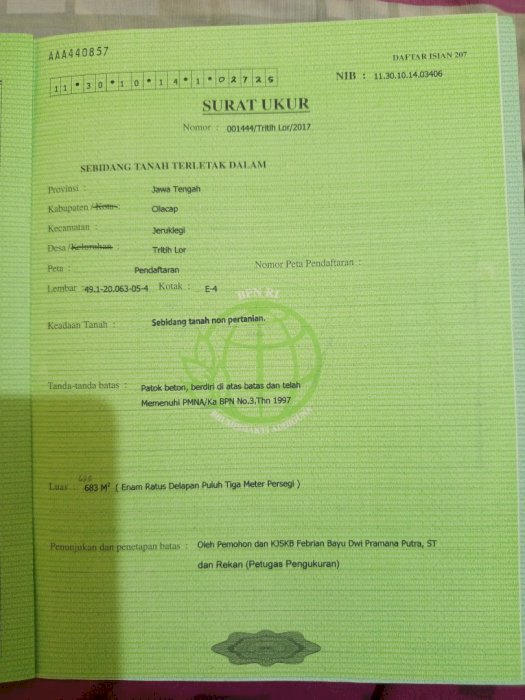 AAA440857
DAFTAR ISIAN 207
11*30*10*14*1*02725
NIB : 11.30.10.14.03406
SURAT UKUR
Nomor : 001444/Tritih Lor/2017
SEBIDANG TANAH TERLETAK DALAM
Provinsi : Jawa Tengah
Kabupaten / Kota : Cilacap
Kecamatan : Jeruklegi
Desa / Kelurahan : Tritih Lor
Peta : Pendaftaran Nomor Peta Pendaftaran :
Lembar : 49.1-20.063-05-4 Kotak : E-4
BPN RI
Keadaan Tanah : Sebidang tanah non pertanian.
Tanda-tanda batas : Patok beton, berdiri di atas batas dan telah
Memenuhi PMNA/Ka BPN No.3,Thn 1997
BHUMIBHAKTI ADHIGUNA
Luas : 683 M² ( Enam Ratus Delapan Puluh Tiga Meter Persegi )
Penunjukan dan penetapan batas : Oleh Pemohon dan KJSKB Febrian Bayu Dwi Pramana Putra, ST
dan Rekan (Petugas Pengukuran)